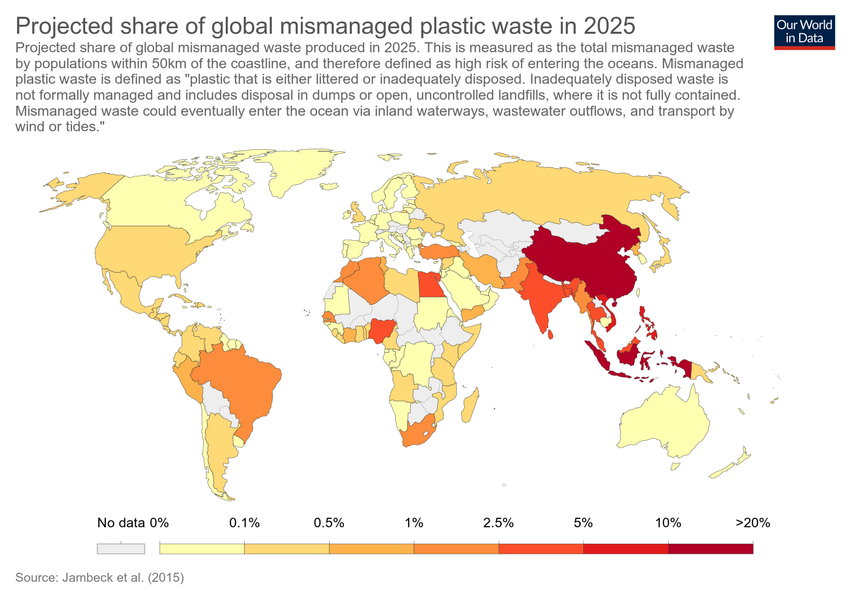 Projected share of global mismanaged plastic waste in 2025
Our World
in Data
Projected share of global mismanaged waste produced in 2025. This is measured as the total mismanaged waste
by populations within 50km of the coastline, and therefore defined as high risk of entering the oceans. Mismanaged
plastic waste is defined as "plastic that is either littered or inadequately disposed. Inadequately disposed waste is
not formally managed and includes disposal in dumps or open, uncontrolled landfills, where it is not fully contained.
Mismanaged waste could eventually enter the ocean via inland waterways, wastewater outflows, and transport by
wind or tides."
No data 0% 0.1% 0.5% 1% 2.5% 5% 10% >20%
Source: Jambeck et al. (2015)